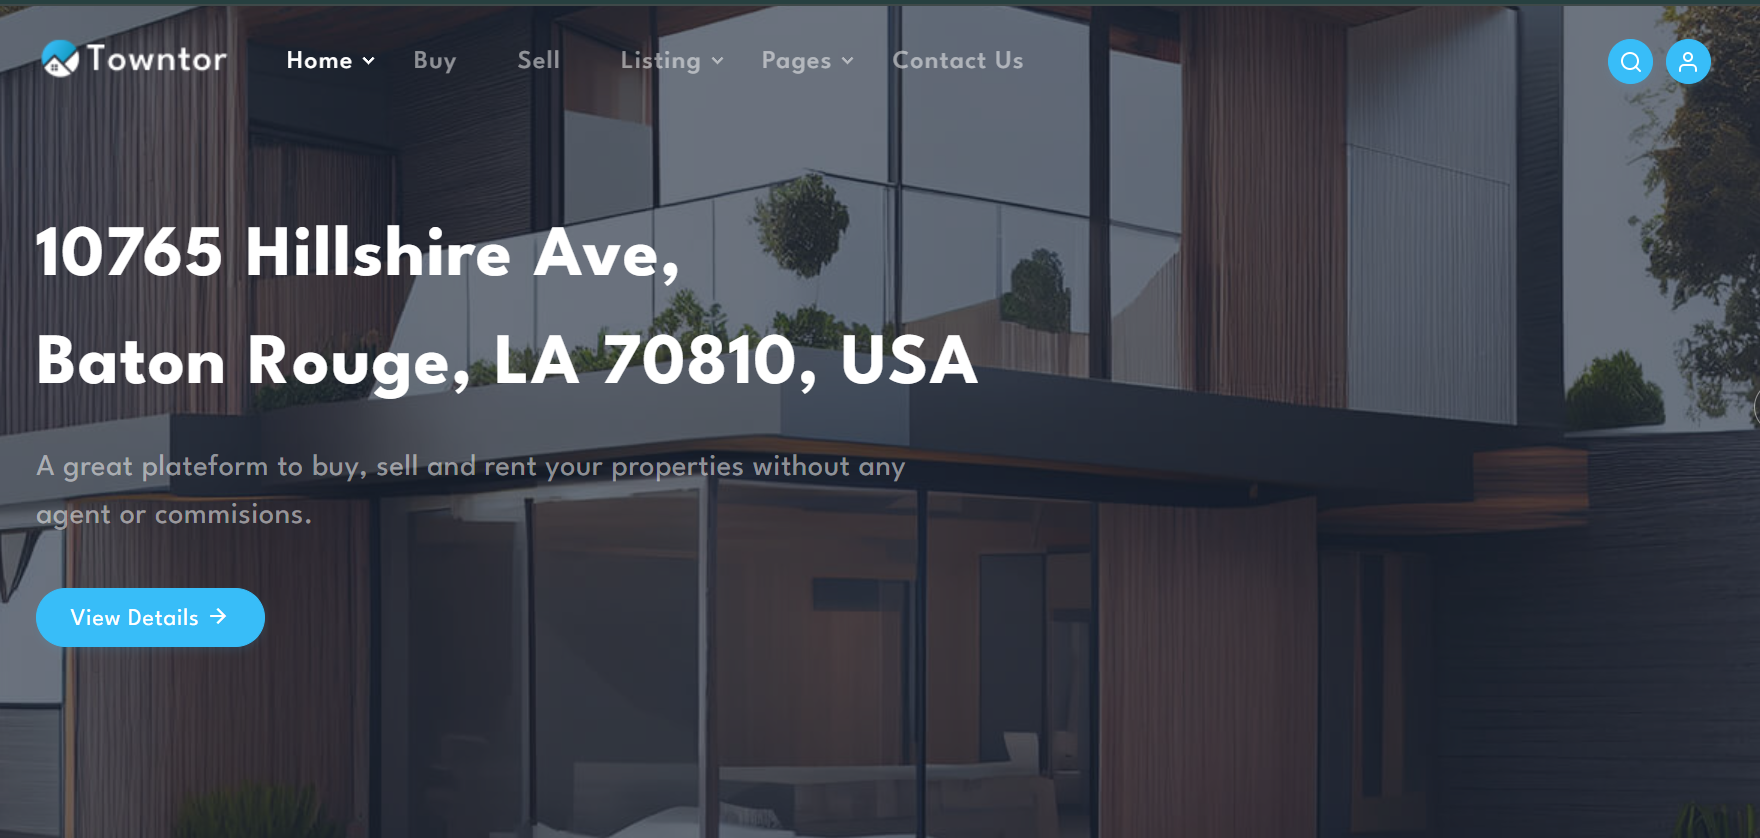 Towntor Home Buy Sell Listing Pages Contact Us
10765 Hillshire Ave,
Baton Rouge, LA 70810, USA
A great plateform to buy, sell and rent your properties without any
agent or commisions.
View Details